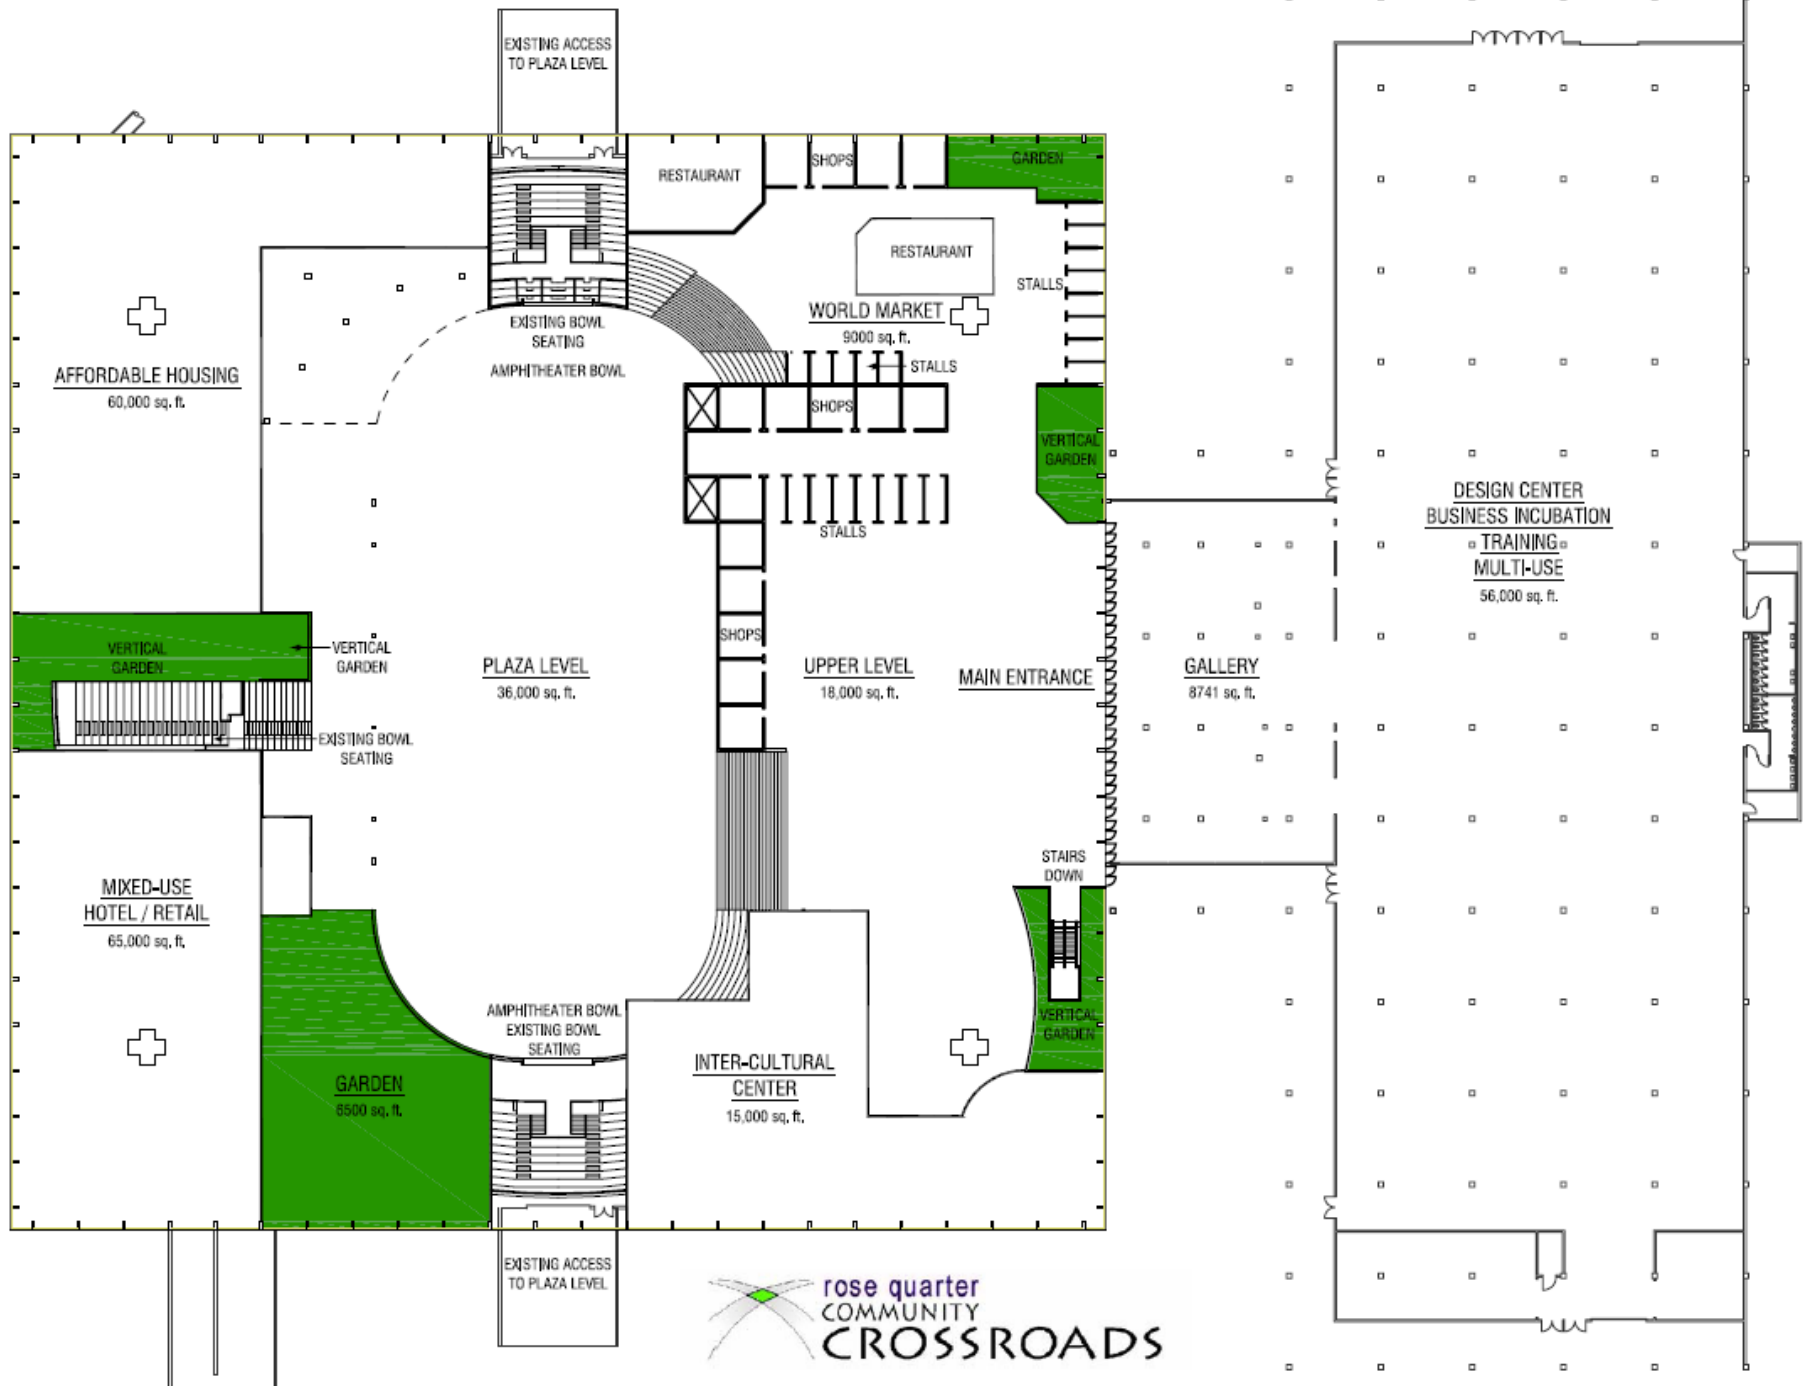 EXISTING ACCESS
TO PLAZA LEVEL
RESTAURANT
SHOPS
GARDEN
RESTAURANT
STALLS
WORLD MARKET
9000 sq. ft.
EXISTING BOWL
SEATING
AMPHITHEATER BOWL
STALLS
SHOPS
AFFORDABLE HOUSING
60,000 sq. ft.
VERTICAL
GARDEN
STALLS
DESIGN CENTER
BUSINESS INCUBATION
TRAINING
MULTI-USE
56,000 sq. ft.
VERTICAL
GARDEN
VERTICAL
GARDEN
SHOPS
PLAZA LEVEL
36,000 sq. ft.
UPPER LEVEL
18,000 sq. ft.
MAIN ENTRANCE
GALLERY
8741 sq. ft.
EXISTING BOWL
SEATING
STAIRS
DOWN
MIXED-USE
HOTEL / RETAIL
65,000 sq. ft.
AMPHITHEATER BOWL
EXISTING BOWL
SEATING
VERTICAL
GARDEN
GARDEN
6500 sq. ft.
INTER-CULTURAL
CENTER
15,000 sq. ft.
EXISTING ACCESS
TO PLAZA LEVEL
rose quarter
COMMUNITY
CROSSROADS